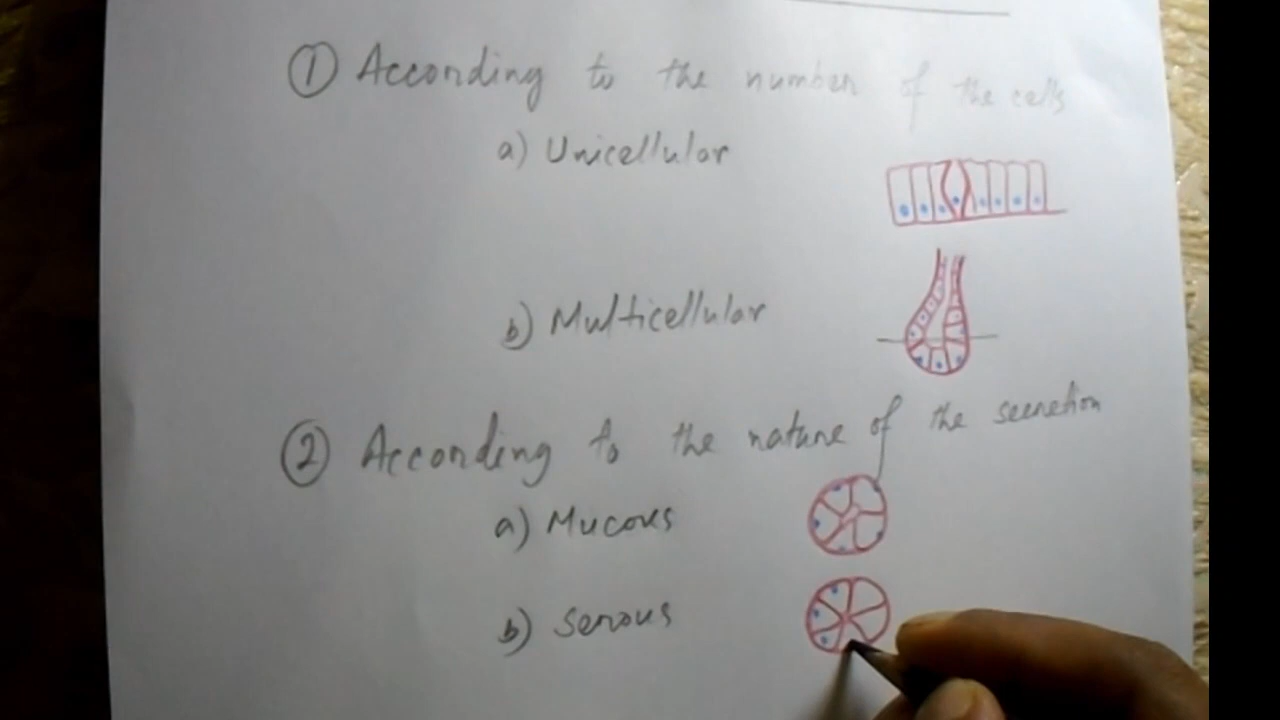 ① According to the number of the cells
a) Unicellular
b) Multicellular
② According to the nature of the secretion
a) Mucous
b) Serous